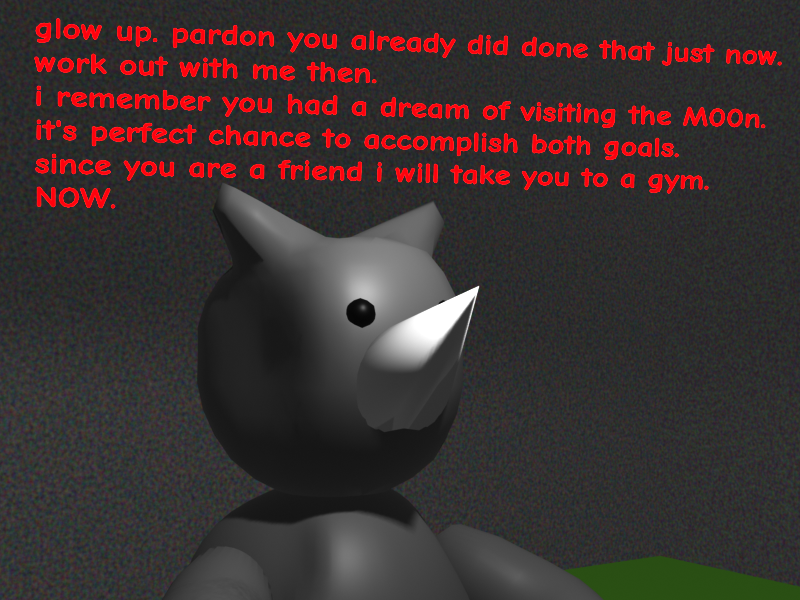 glow up. pardon you already did done that just now.
work out with me then.
i remember you had a dream of visiting the M00n.
it's perfect chance to accomplish both goals.
since you are a friend i will take you to a gym.
NOW.